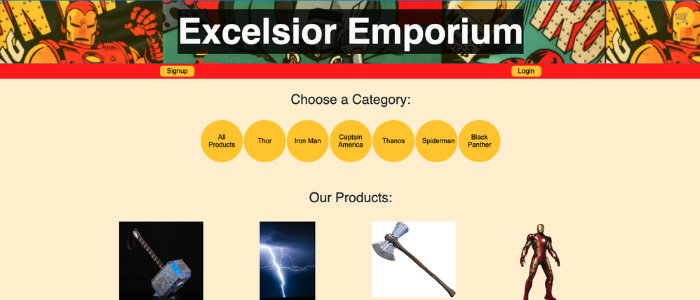 Excelsior Emporium
Signup
Login
Choose a Category:
All
Products
Thor
Iron Man
Captain
America
Thanos
Spiderman
Black
Panther
Our Products: